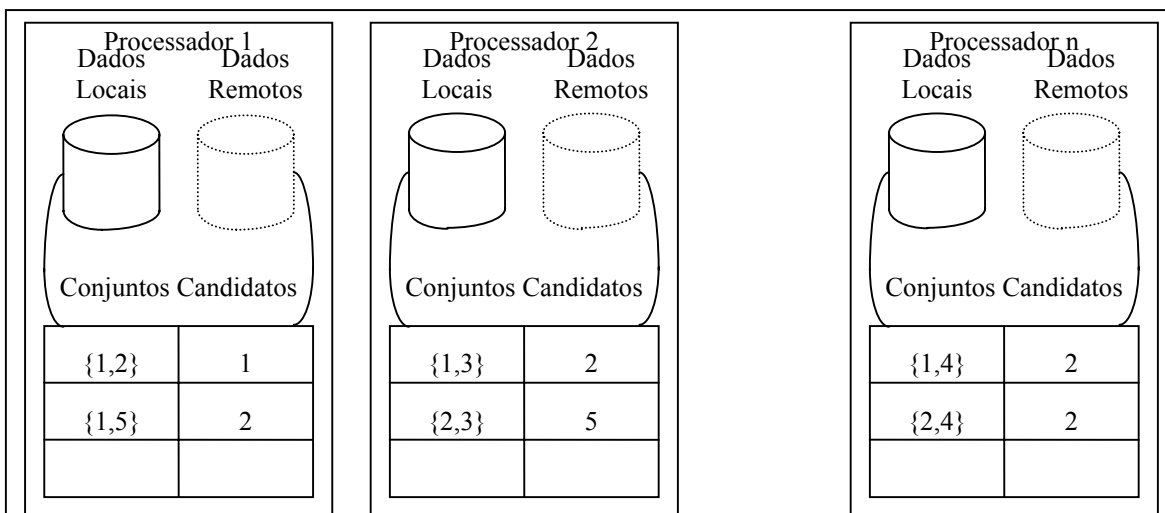 Processador 1
Dados Dados
Locais Remotos
Conjuntos Candidatos
{1,2} 1
{1,5} 2
Processador 2
Dados Dados
Locais Remotos
Conjuntos Candidatos
{1,3} 2
{2,3} 5
Processador n
Dados Dados
Locais Remotos
Conjuntos Candidatos
{1,4} 2
{2,4} 2